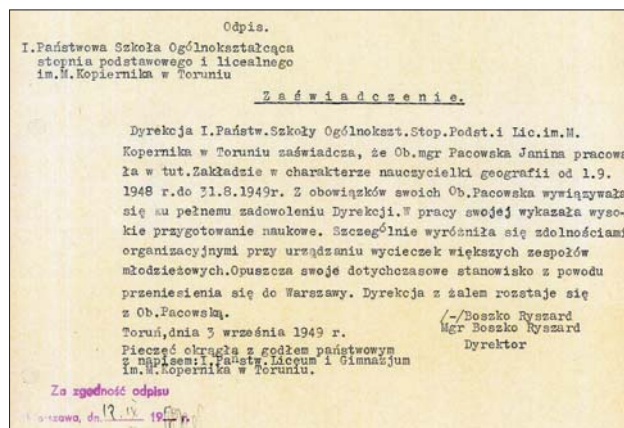 Odpis.
I.Państwowa Szkoła Ogólnokształcąca
stopnia podstawowego i licealnego
im.M.Kopiernika w Toruniu
Zaświadczenie.
Dyrekcja I.Państw.Szkoły Ogólnokszt.Stop.Podst.i Lic.im.M.
Kopernika w Toruniu zaświadcza, że Ob.mgr Pacowska Janina pracowa
ła w tut.Zakładzie w charakterze nauczycielki geografii od 1.9.
1948 r.do 31.8.1949r. Z obowiązków swoich Ob.Pacowska wywiązywała
się ku pełnemu zadowoleniu Dyrekcji.W pracy swojej wykazała wyso-
kie przygotowanie naukowe. Szczególnie wyróżniła się zdolnościami
organizacyjnymi przy urządzaniu wycieczek większych zespołów
młodzieżowych.Opuszcza swoje dotychczasowe stanowisko z powodu
przeniesienia się do Warszawy. Dyrekcja z żalem rozstaje się
z Ob.Pacowską.
/-/Boszko Ryszard
Toruń,dnia 3 września 1949 r.
Mgr Boszko Ryszard
Dyrektor
Pieczęć okrągła z godłem państwowym
z napisem:I.Państw.Liceum i Gimnazjum
im.M.Kopernika w Toruniu.
Za zgodność odpisu
dn. 19